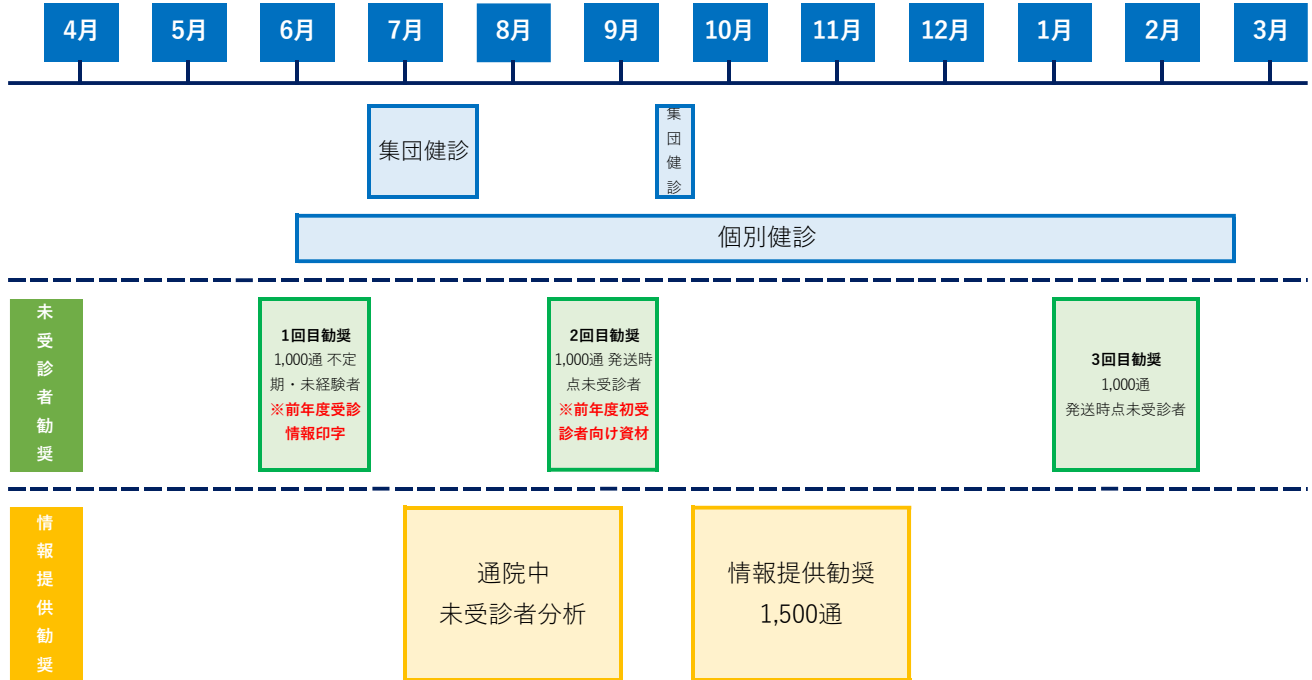 4月 5月 6月 7月 8月 9月 10月 11月 12月 1月 2月 3月
集団健診
集団健診
個別健診
未受診者勧奨
1回目勧奨
1,000通 不定
期・未経験者
※前年度受診
情報印字
2回目勧奨
1,000通 発送時
点未受診者
※前年度初受
診者向け資材
3回目勧奨
1,000通
発送時点未受診者
情報提供勧奨
通院中
未受診者分析
情報提供勧奨
1,500通